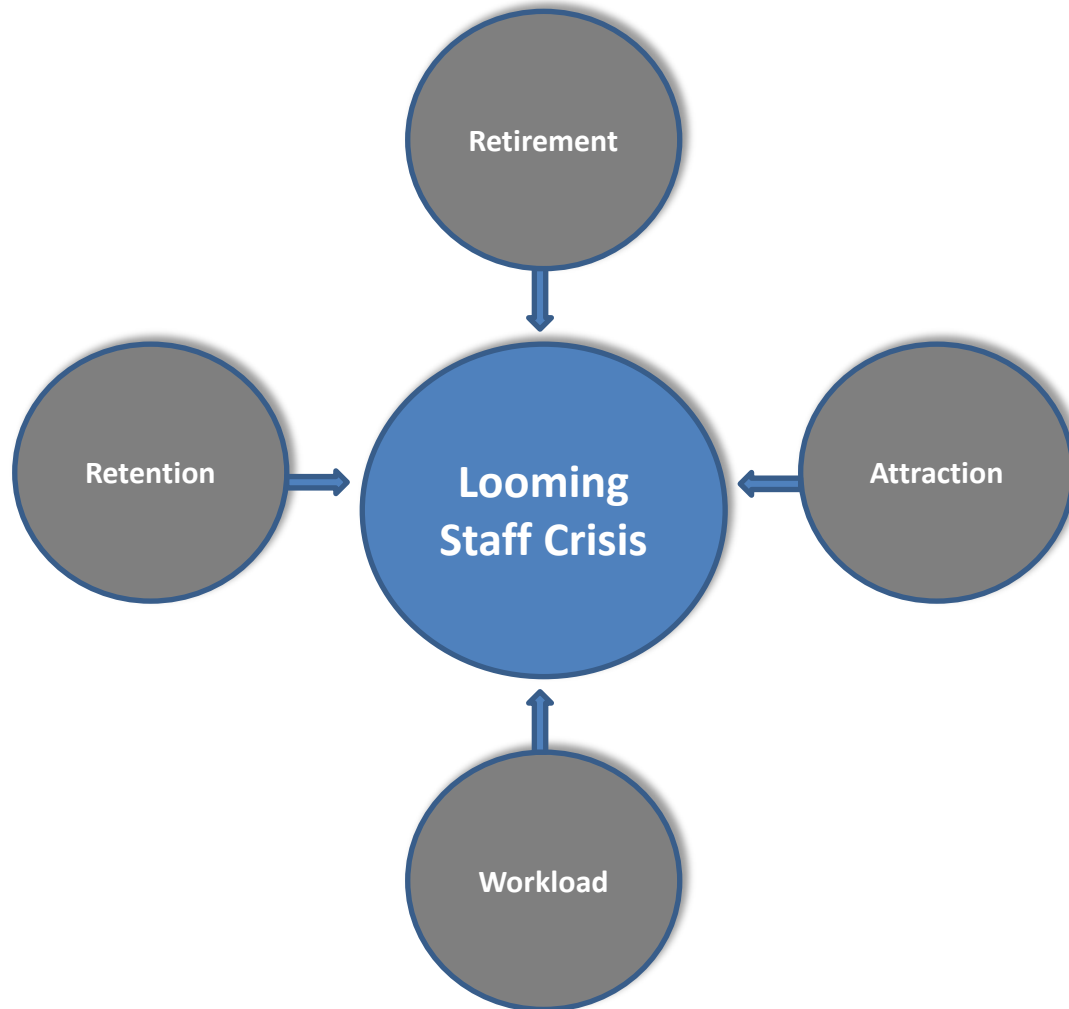 Retirement
Retention
Looming
Staff Crisis
Attraction
Workload